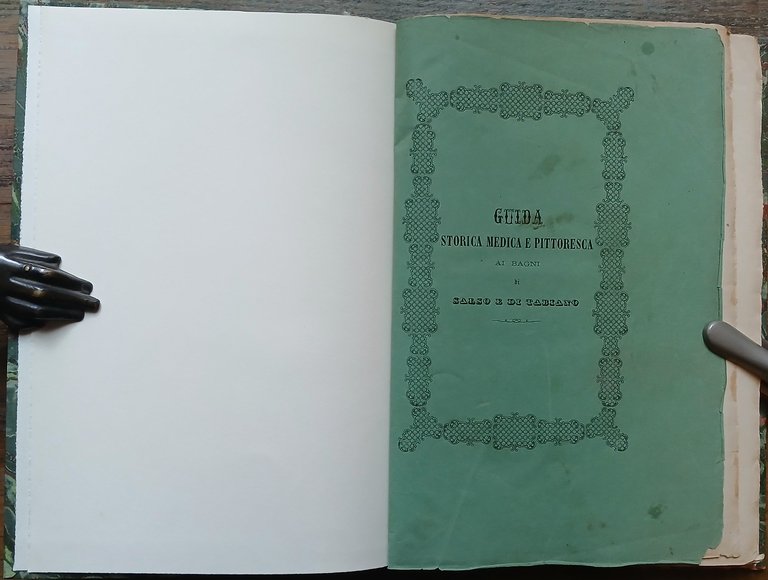 GUIDA
STORICA MEDICA E PITTORESCA
AI BAGNI
DI
SALSO E DI TABIANO